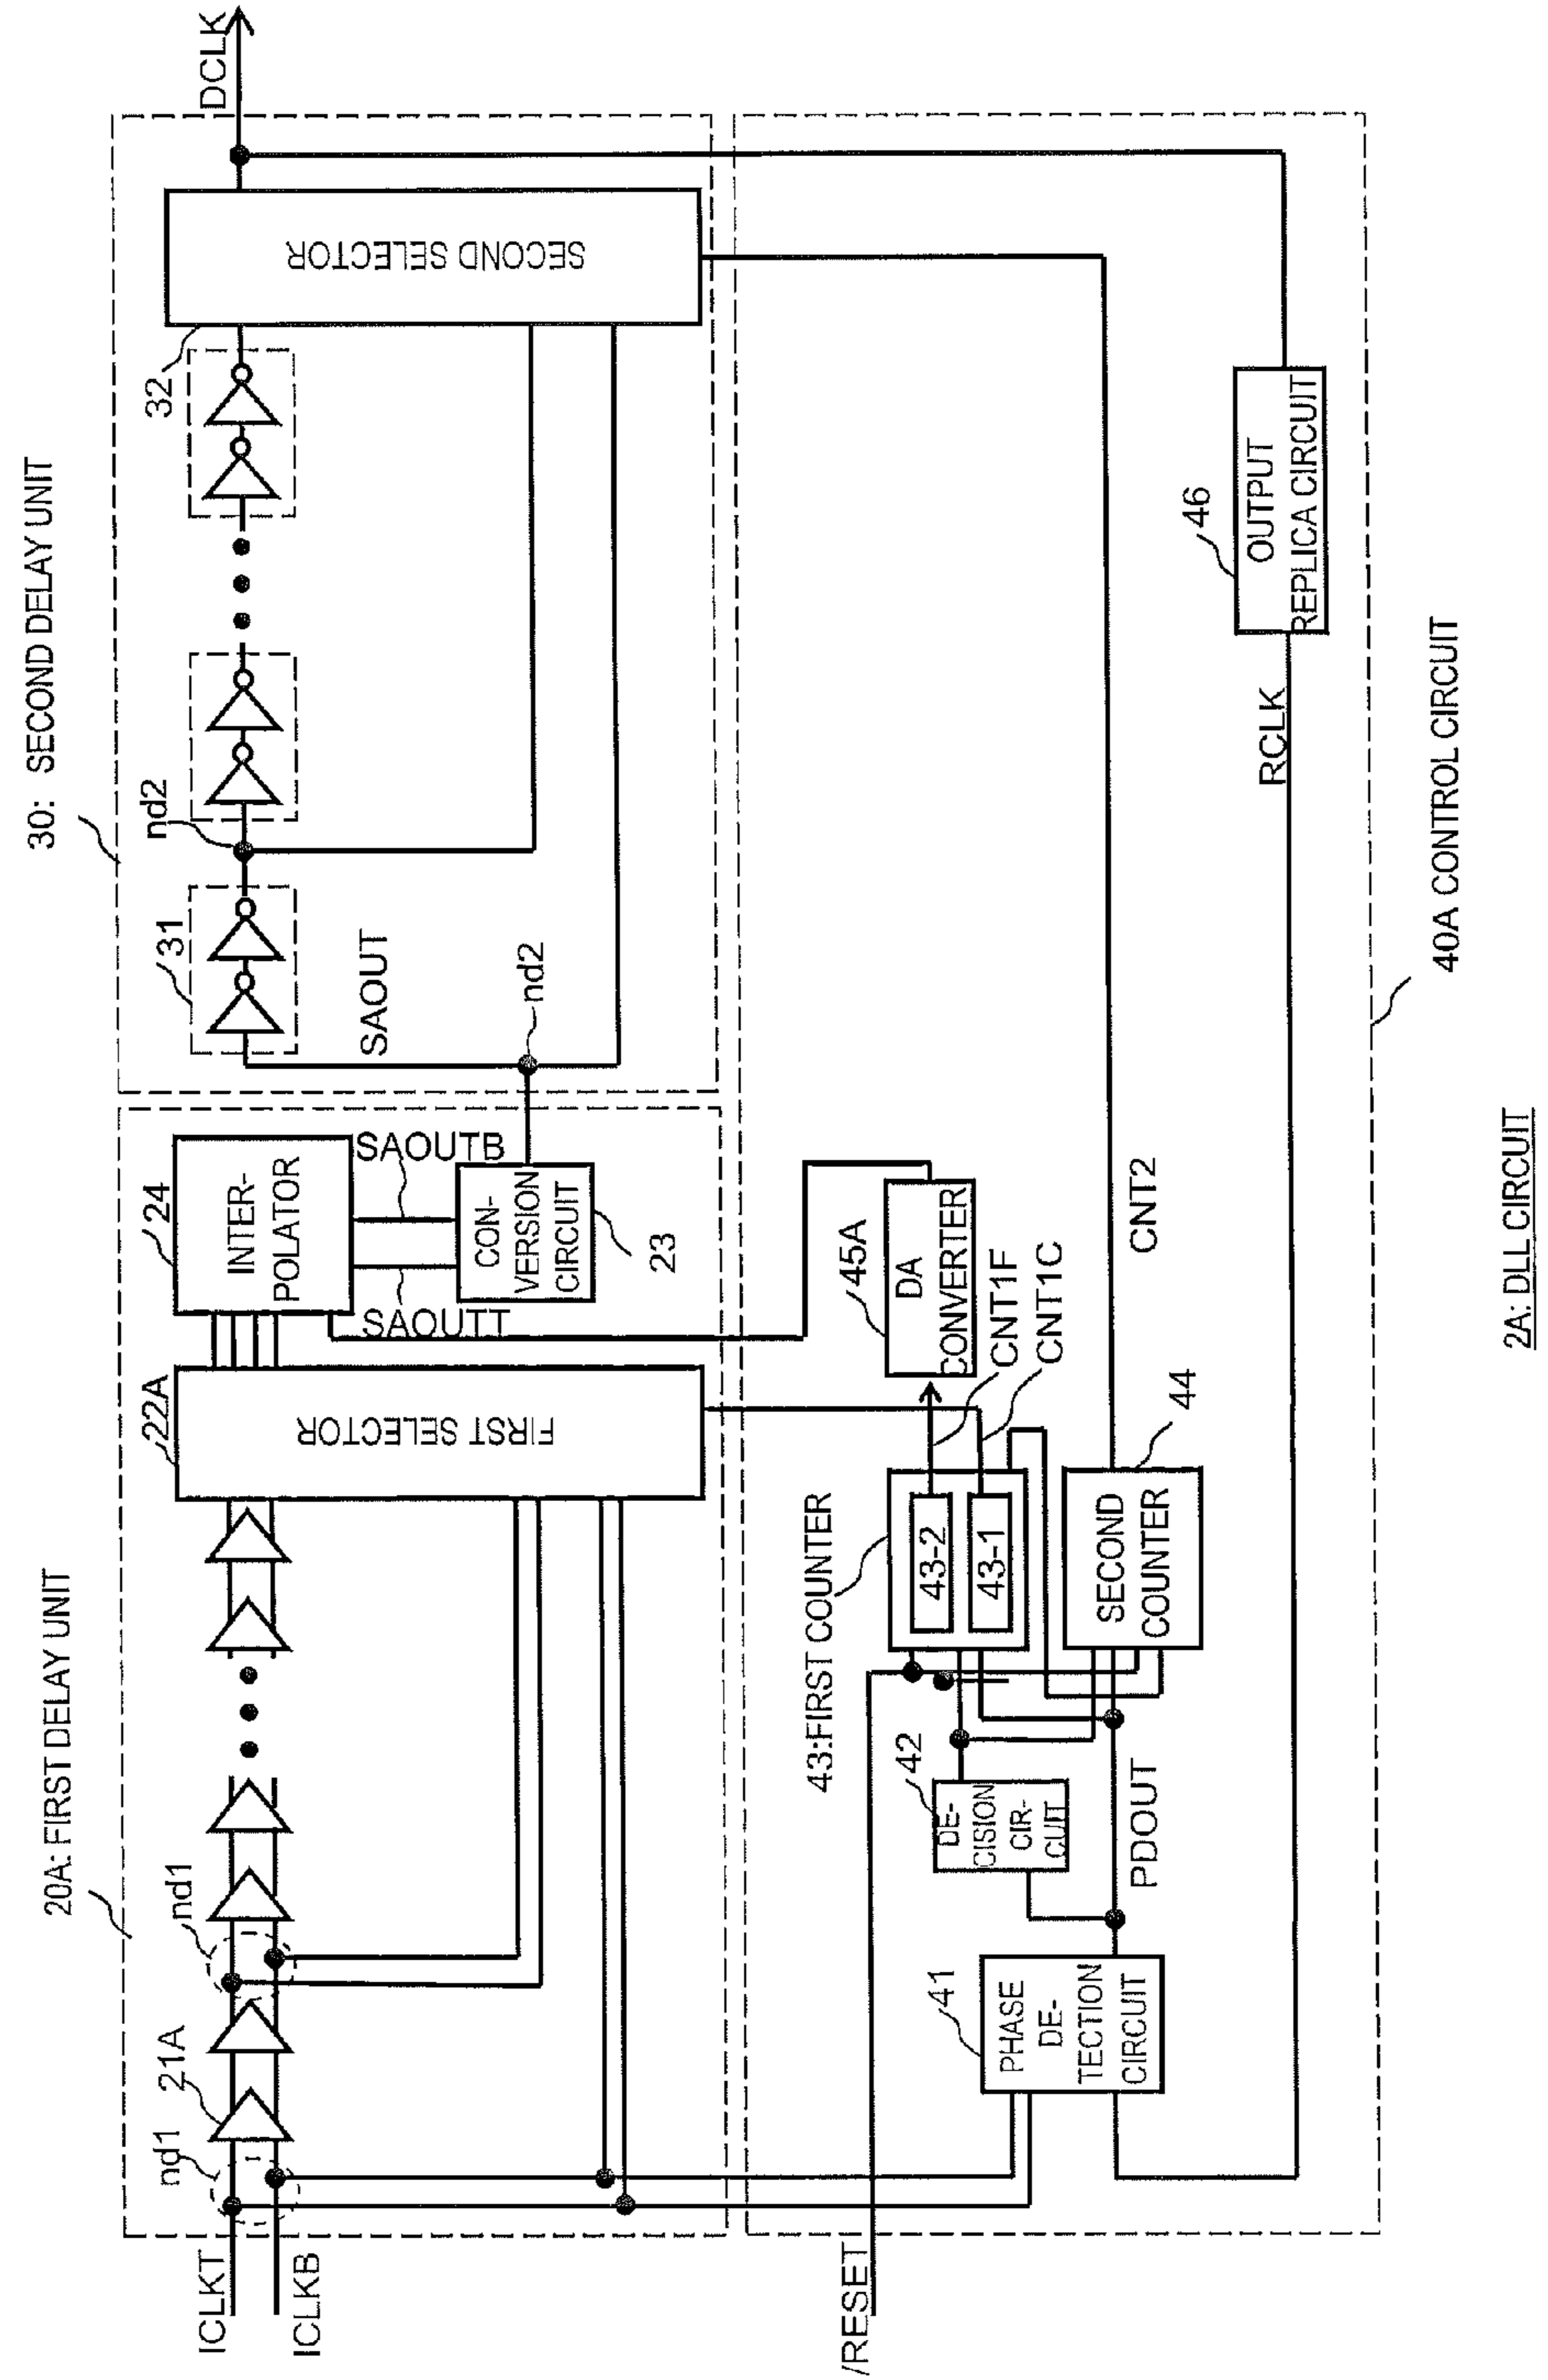 20A: FIRST DELAY UNIT
30: SECOND DELAY UNIT
ICLKT
ICLKB
nd1
21A
nd1
22A
FIRST SELECTOR
24
INTER-
POLATOR
SAOUTT
SAOUTB
CON-
VERSION
CIRCUIT
23
SAOUT
nd2
31
nd2
32
SECOND SELECTOR
DCLK
/RESET
41
PHASE
DE-
TECTION
CIRCUIT
PDOUT
42
DE-
CISION
CIR-
CUIT
43:FIRST COUNTER
43-2
43-1
SECOND
COUNTER
44
CNT1F
CNT1C
45A
DA
CONVERTER
CNT2
RCLK
46
OUTPUT
REPLICA CIRCUIT
40A CONTROL CIRCUIT
2A: DLL CIRCUIT